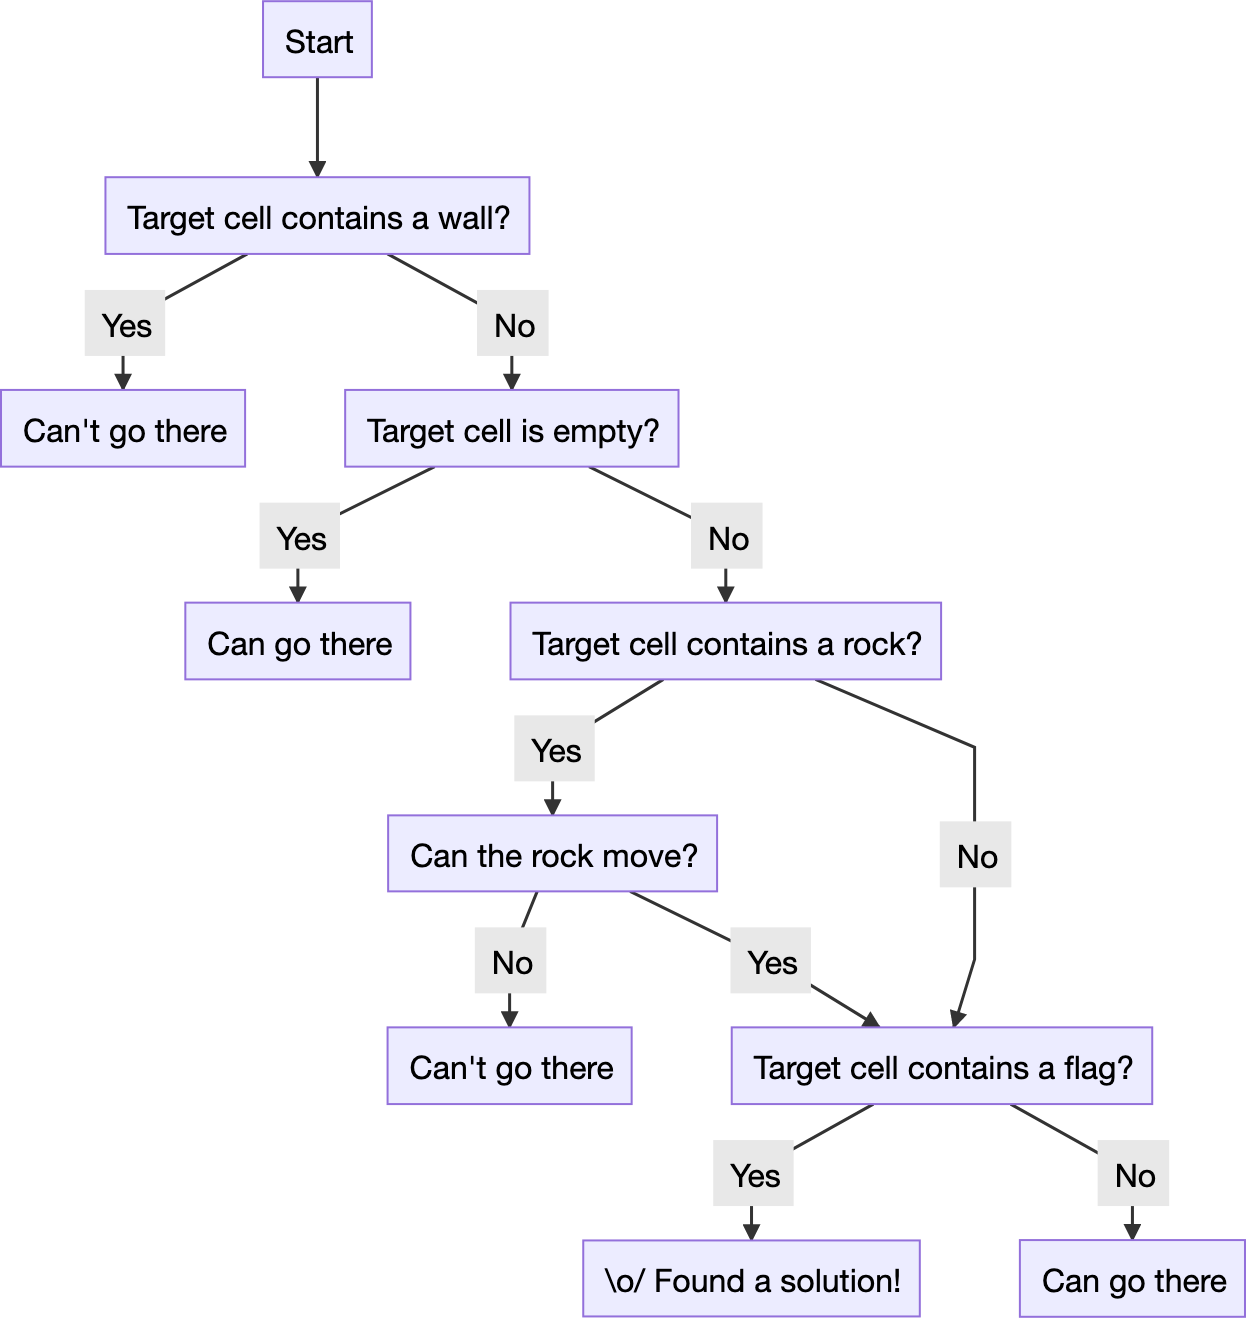 Start
Target cell contains a wall?
Yes
No
Can't go there
Target cell is empty?
Yes
No
Can go there
Target cell contains a rock?
Yes
Can the rock move?
No
No
Yes
Can't go there
Target cell contains a flag?
Yes
No
\o/ Found a solution!
Can go there